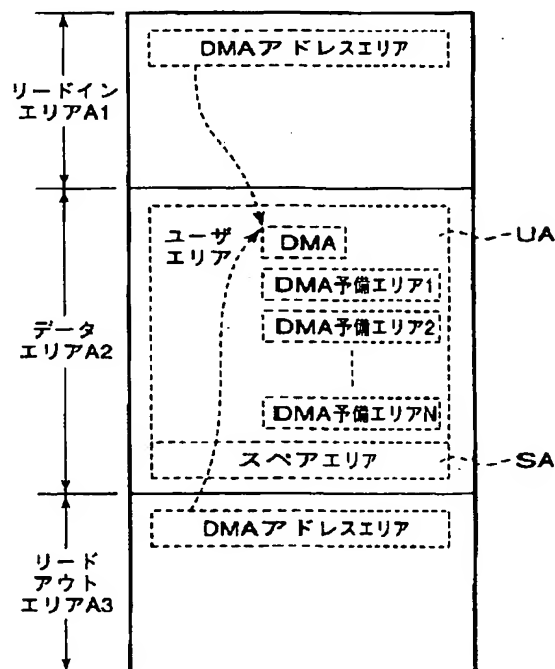 DMAアドレスエリア
リードイン
エリアA1
ユーザ
エリア
DMA
UA
DMA予備エリア1
DMA予備エリア2
データ
エリアA2
DMA予備エリアN
スペアエリア
SA
DMAアドレスエリア
リード
アウト
エリアA3